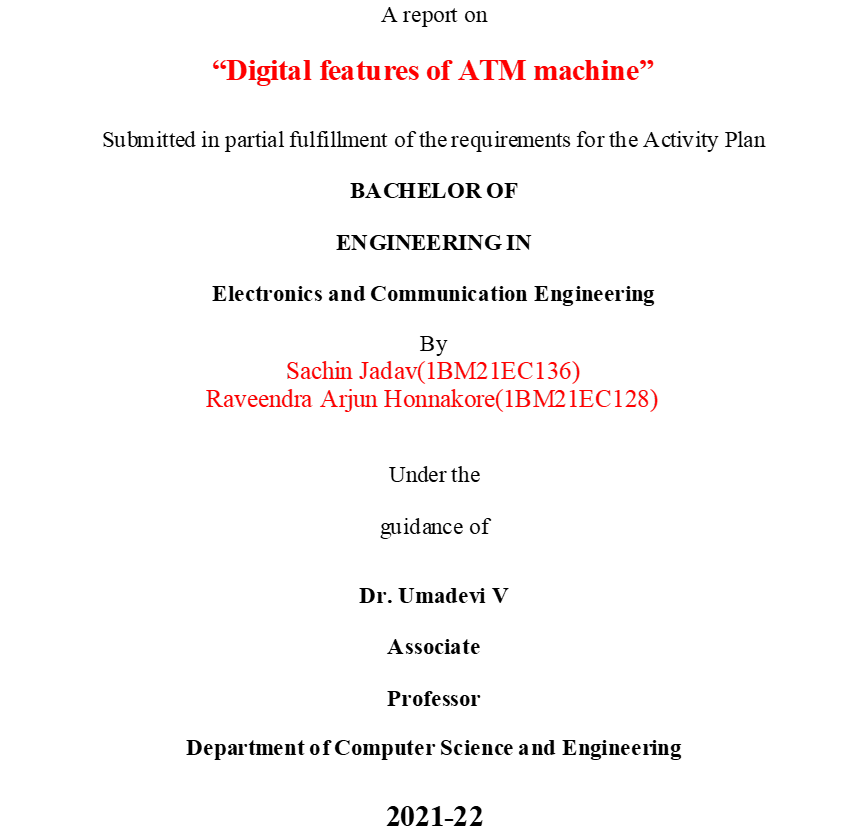 A report on
“Digital features of ATM machine”
Submitted in partial fulfillment of the requirements for the Activity Plan
BACHELOR OF
ENGINEERING IN
Electronics and Communication Engineering
By
Sachin Jadav(1BM21EC136)
Raveendra Arjun Honnakore(1BM21EC128)
Under the
guidance of
Dr. Umadevi V
Associate
Professor
Department of Computer Science and Engineering
2021-22